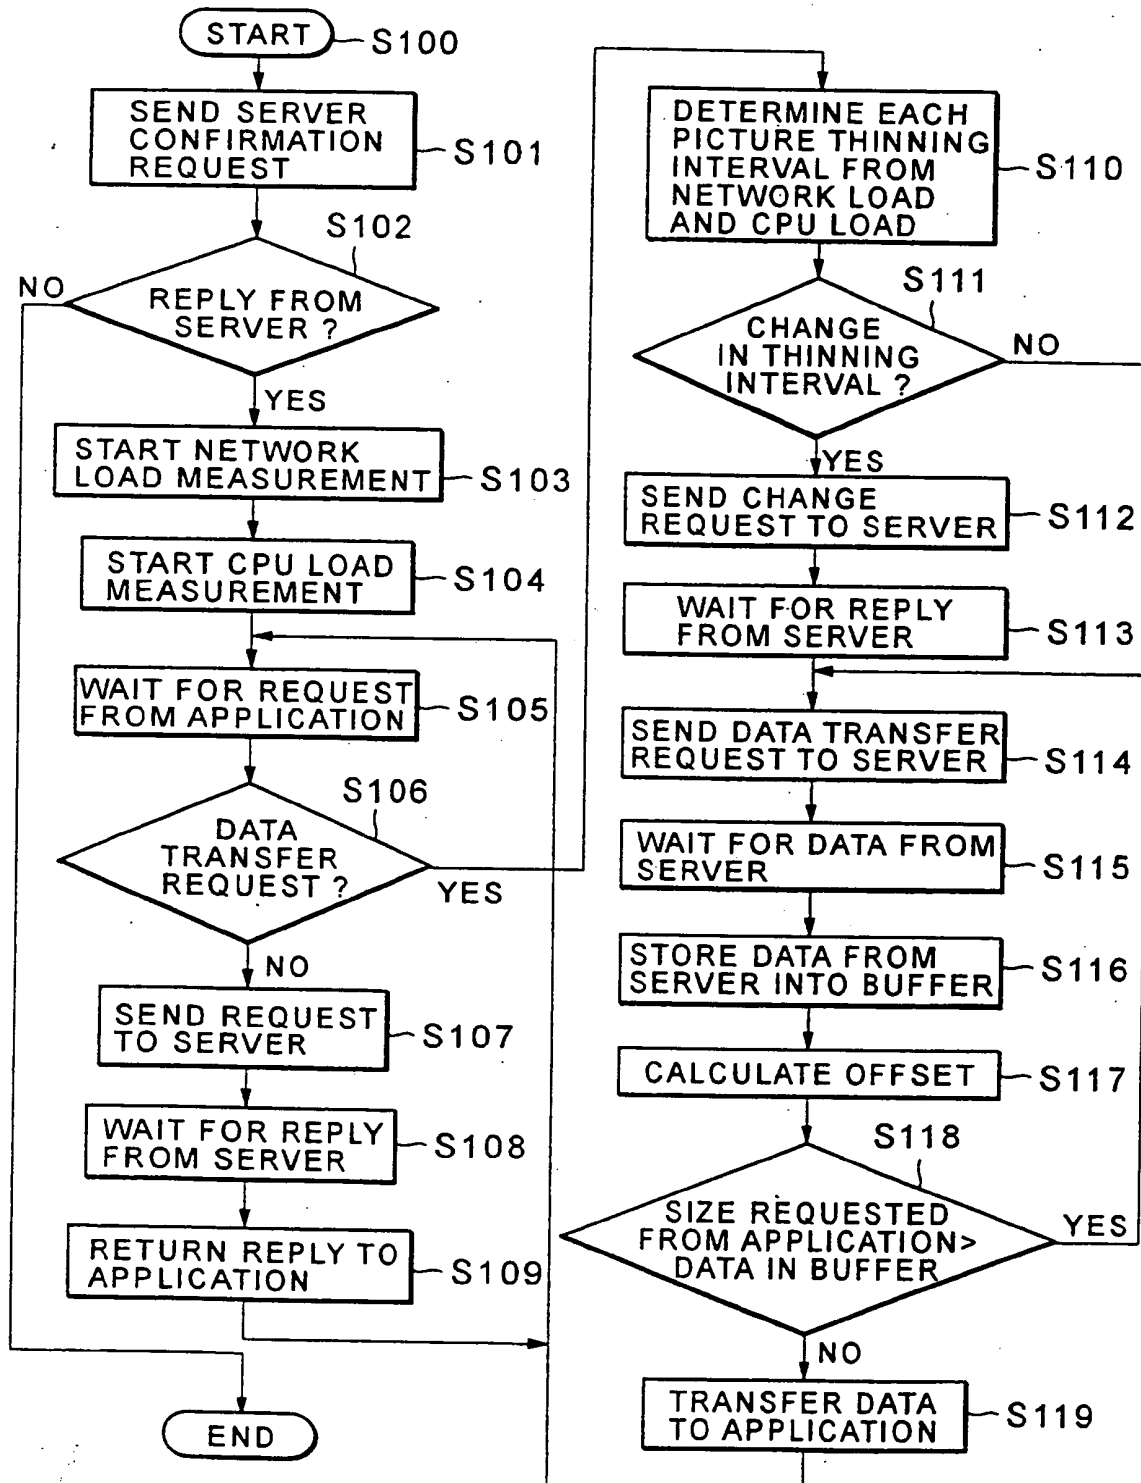 START
S100
SEND SERVER
CONFIRMATION
REQUEST
S101
S102
NO
REPLY FROM
SERVER ?
YES
START NETWORK
LOAD MEASUREMENT
S103
START CPU LOAD
MEASUREMENT
S104
WAIT FOR REQUEST
FROM APPLICATION
S105
S106
DATA
TRANSFER
REQUEST ?
YES
NO
SEND REQUEST
TO SERVER
S107
WAIT FOR REPLY
FROM SERVER
S108
RETURN REPLY TO
APPLICATION
S109
END
DETERMINE EACH
PICTURE THINNING
INTERVAL FROM
NETWORK LOAD
AND CPU LOAD
S110
S111
CHANGE
IN THINNING
INTERVAL ?
NO
YES
SEND CHANGE
REQUEST TO SERVER
S112
WAIT FOR REPLY
FROM SERVER
S113
SEND DATA TRANSFER
REQUEST TO SERVER
S114
WAIT FOR DATA FROM
SERVER
S115
STORE DATA FROM
SERVER INTO BUFFER
S116
CALCULATE OFFSET
S117
S118
SIZE REQUESTED
FROM APPLICATION>
DATA IN BUFFER
YES
NO
TRANSFER DATA
TO APPLICATION
S119